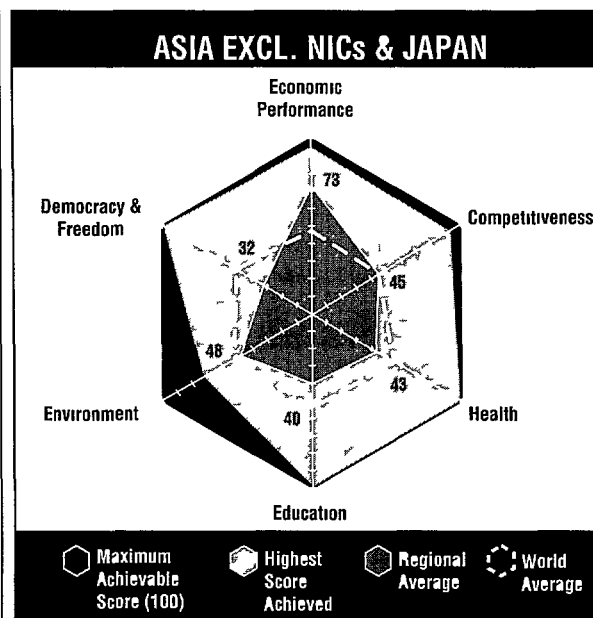 ASIA EXCL. NICs & JAPAN
Economic
Performance
73
Democracy &
Freedom
Competitiveness
32
45
48
43
40
Environment
Health
Education
Maximum
Achievable
Score (100)
Highest
Score
Achieved
Regional
Average
World
Average